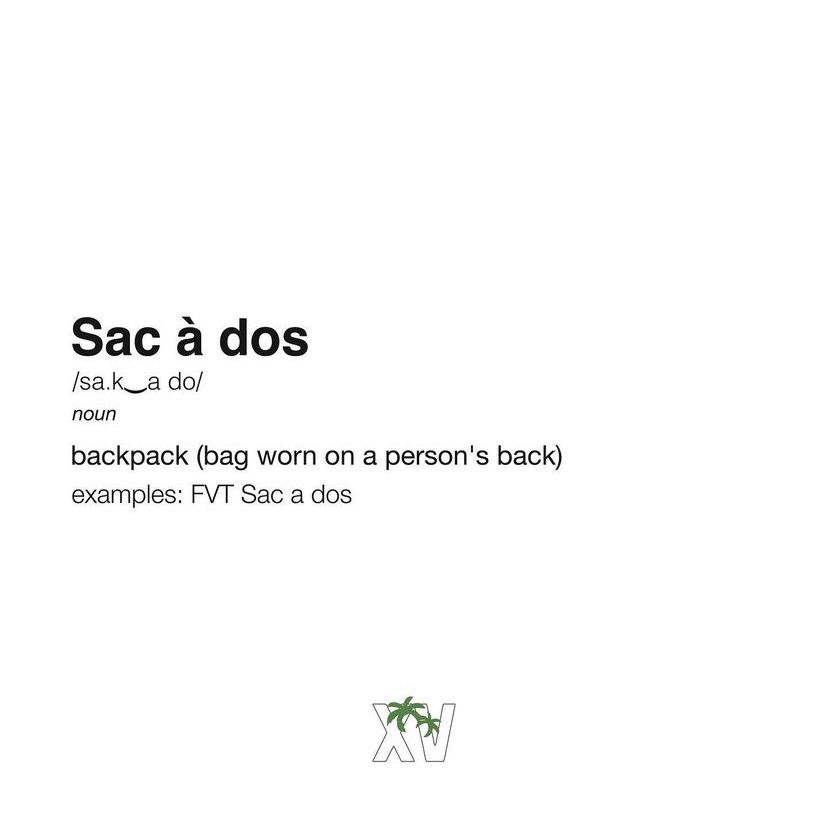 Sac à dos
/sa.k‿a do/
noun
backpack (bag worn on a person's back)
examples: FVT Sac a dos
XV